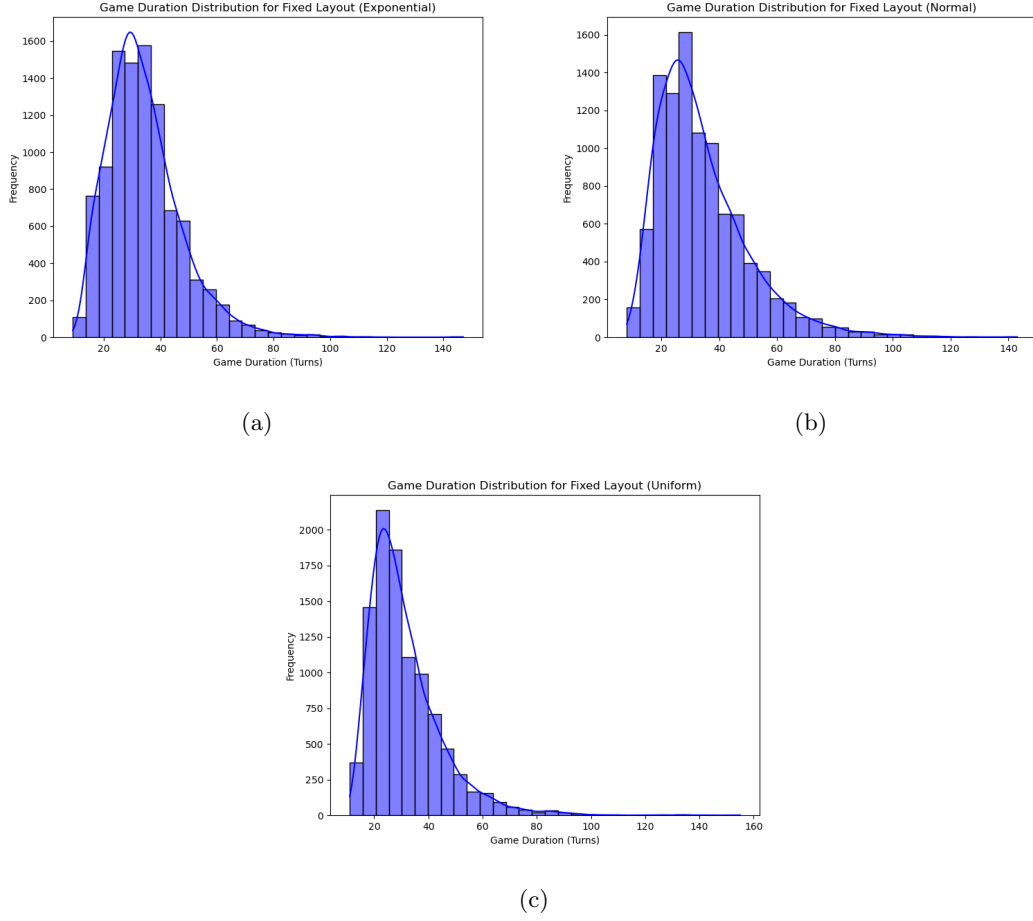 Game Duration Distribution for Fixed Layout (Exponential)
1600
1400
1200
1000
800
600
400
200
0
Frequency
20 40 60 80 100 120 140
Game Duration (Turns)
(a)
Game Duration Distribution for Fixed Layout (Normal)
1600
1400
1200
1000
800
600
400
200
0
Frequency
20 40 60 80 100 120 140
Game Duration (Turns)
(b)
Game Duration Distribution for Fixed Layout (Uniform)
2000
1750
1500
1250
1000
750
500
250
0
Frequency
20 40 60 80 100 120 140 160
Game Duration (Turns)
(c)